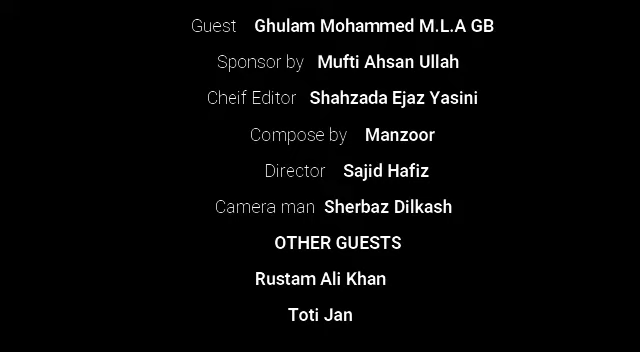 Guest Ghulam Mohammed M.L.A GB
Sponsor by Mufti Ahsan Ullah
Cheif Editor Shahzada Ejaz Yasini
Compose by Manzoor
Director Sajid Hafiz
Camera man Sherbaz Dilkash
OTHER GUESTS
Rustam Ali Khan
Toti Jan